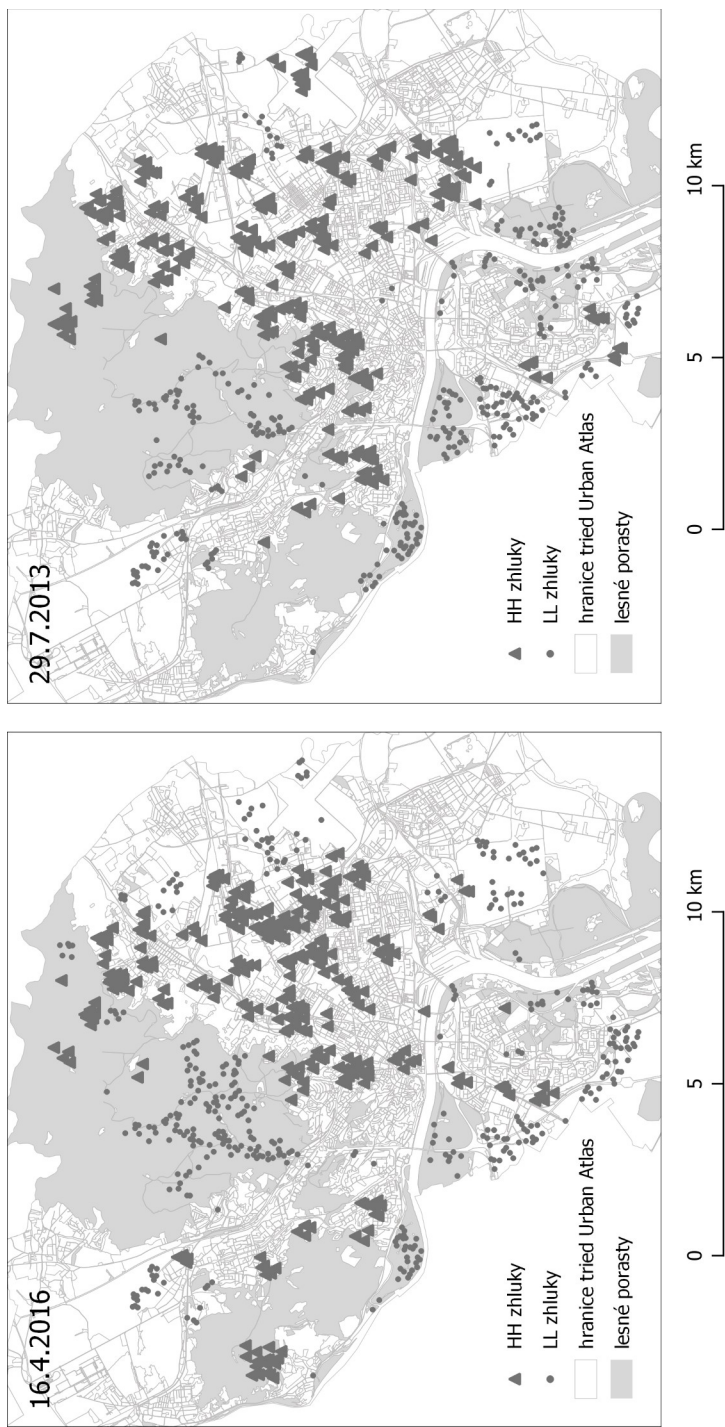 16.4.2016
HH zhluky
LL zhluky
hranice tried Urban Atlas
lesné porasty
0 5 10 km
29.7.2013
HH zhluky
LL zhluky
hranice tried Urban Atlas
lesné porasty
0 5 10 km